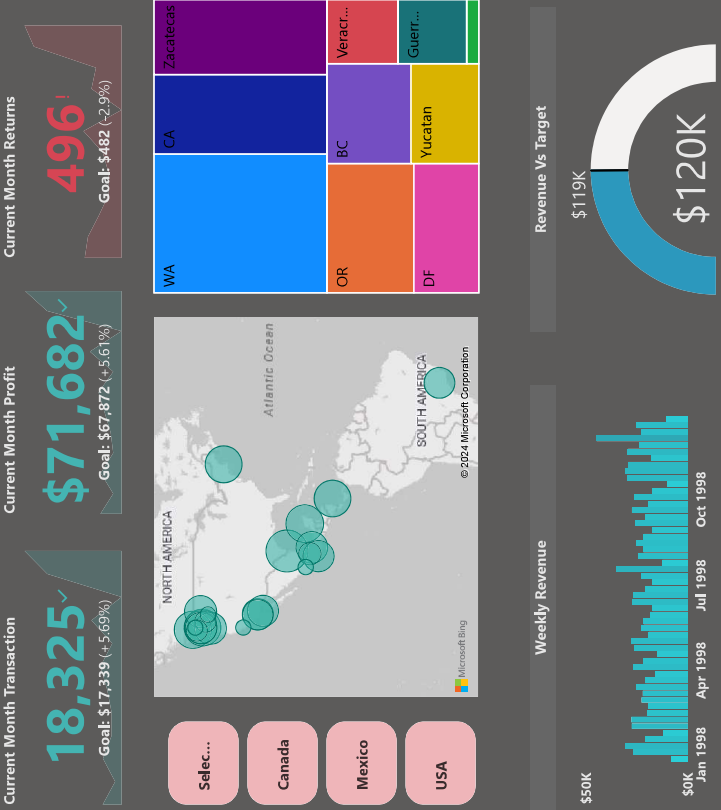 Current Month Transaction
18,325✓
Goal: $17,339 (+5.69%)
Current Month Profit
$71,682✓
Goal: $67,872 (+5.61%)
Current Month Returns
496!
Goal: $482 (-2.9%)
Selec...
Canada
Mexico
USA
NORTH AMERICA
Atlantic Ocean
SOUTH AMERICA
Microsoft Bing
© 2024 Microsoft Corporation
WA
CA
Zacatecas
OR
BC
Veracr...
DF
Yucatan
Guerr...
Weekly Revenue
$50K
$0K
Jan 1998
Apr 1998
Jul 1998
Oct 1998
Revenue Vs Target
$119K
$120K